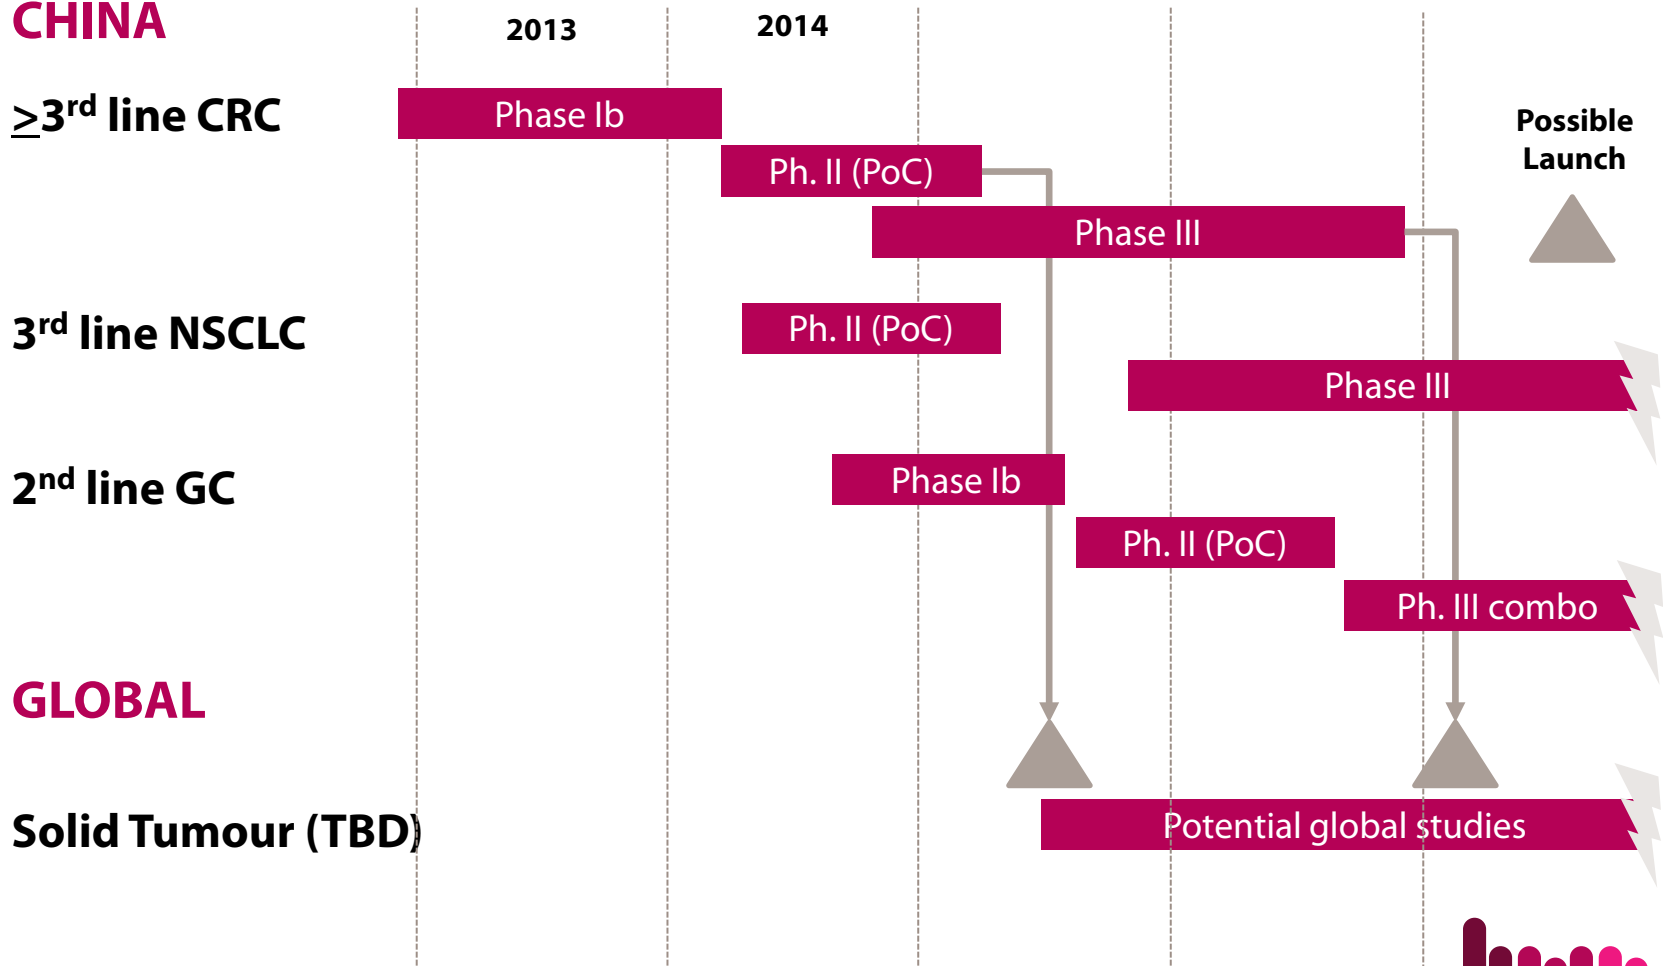 CHINA
2013
2014
≥3rd line CRC
Phase Ib
Possible
Launch
Ph. II (PoC)
Phase III
3rd line NSCLC
Ph. II (PoC)
Phase III
2nd line GC
Phase Ib
Ph. II (PoC)
Ph. III combo
GLOBAL
Solid Tumour (TBD)
Potential global studies